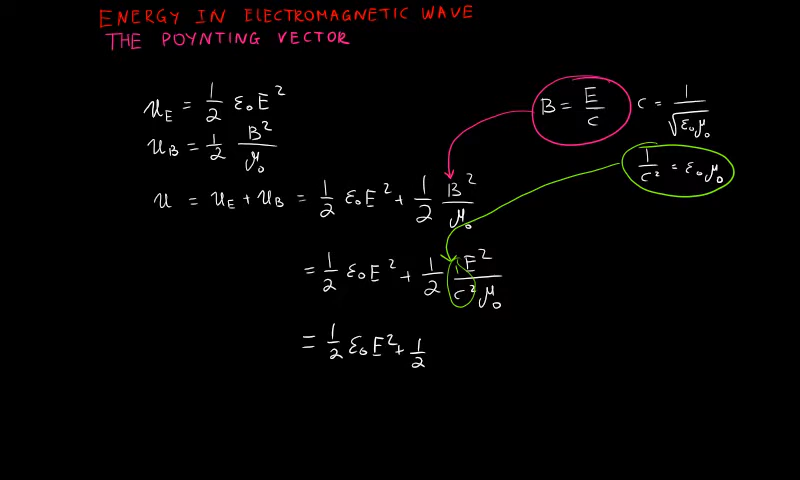 ENERGY IN ELECTROMAGNETIC WAVE
THE POYNTING VECTOR
u_E = 1/2 ε₀E²
B = E/c
c = 1/√(ε₀μ₀)
u_B = 1/2 B²/μ₀
1/c² = ε₀μ₀
u = u_E + u_B = 1/2 ε₀E² + 1/2 B²/μ₀
= 1/2 ε₀E² + 1/2 E²/(c²μ₀)
= 1/2 ε₀E² + 1/2